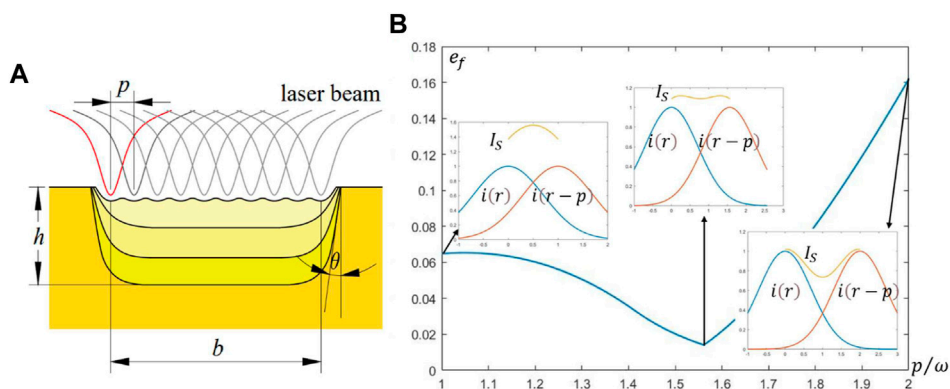 A
p
laser beam
h
θ
b
B
e_f
0.18
0.16
0.14
0.12
0.1
0.08
0.06
0.04
0.02
0
1
1.1
1.2
1.3
1.4
1.5
1.6
1.7
1.8
1.9
2
p/ω
I_S
i(r)
i(r − p)
I_S
i(r)
i(r − p)
I_S
i(r)
i(r − p)